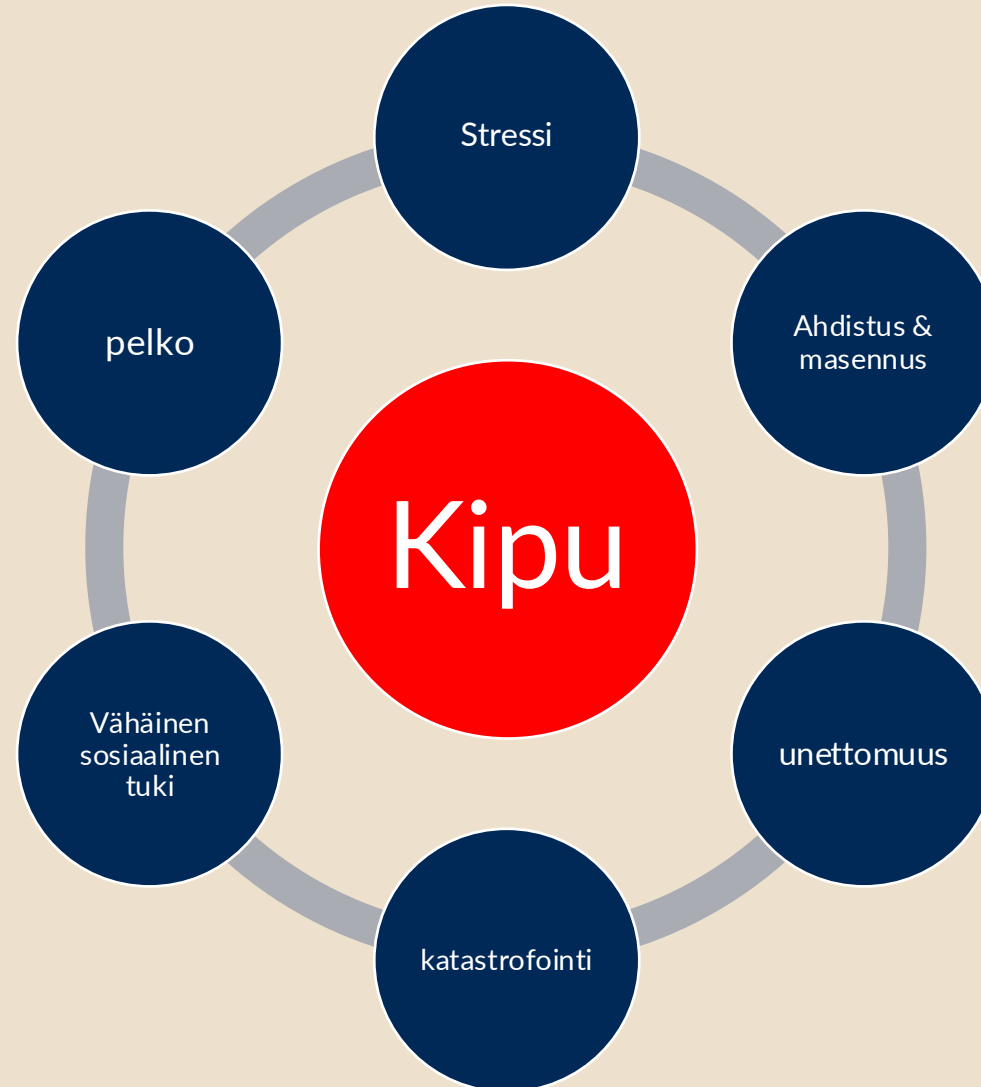 Stressi
Ahdistus &
masennus
unettomuus
katastrofointi
Vähäinen
sosiaalinen
tuki
pelko
Kipu